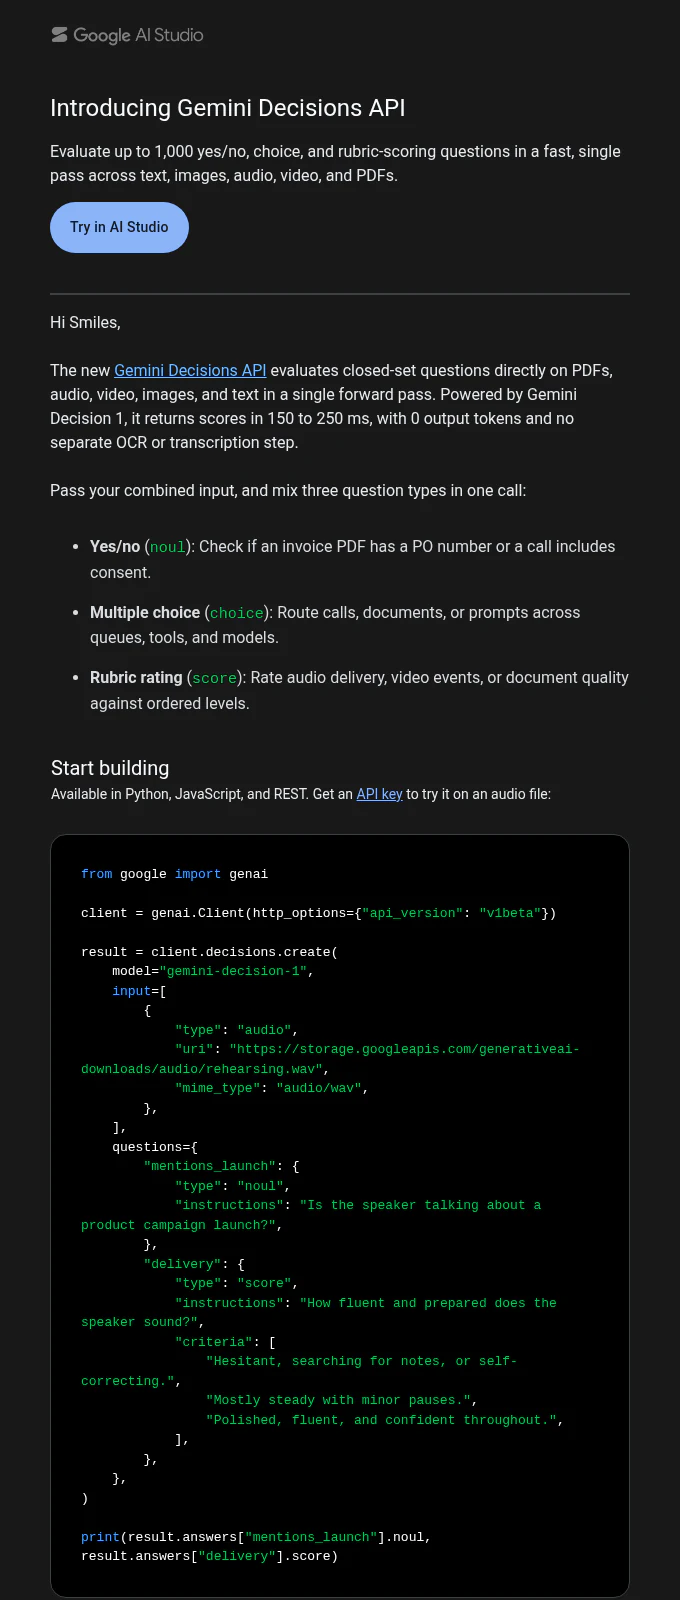 Google AI Studio
Introducing Gemini Decisions API
Evaluate up to 1,000 yes/no, choice, and rubric-scoring questions in a fast, single
pass across text, images, audio, video, and PDFs.
Try in AI Studio
Hi Smiles,
The new Gemini Decisions API evaluates closed-set questions directly on PDFs,
audio, video, images, and text in a single forward pass. Powered by Gemini
Decision 1, it returns scores in 150 to 250 ms, with 0 output tokens and no
separate OCR or transcription step.
Pass your combined input, and mix three question types in one call:
• Yes/no (noul): Check if an invoice PDF has a PO number or a call includes
consent.
• Multiple choice (choice): Route calls, documents, or prompts across
queues, tools, and models.
• Rubric rating (score): Rate audio delivery, video events, or document quality
against ordered levels.
Start building
Available in Python, JavaScript, and REST. Get an API key to try it on an audio file:
from google import genai
client = genai.Client(http_options={"api_version": "v1beta"})
result = client.decisions.create(
    model="gemini-decision-1",
    input=[
        {
            "type": "audio",
            "uri": "https://storage.googleapis.com/generativeai-
downloads/audio/rehearsing.wav",
            "mime_type": "audio/wav",
        },
    ],
    questions={
        "mentions_launch": {
            "type": "noul",
            "instructions": "Is the speaker talking about a
product campaign launch?",
        },
        "delivery": {
            "type": "score",
            "instructions": "How fluent and prepared does the
speaker sound?",
            "criteria": [
                "Hesitant, searching for notes, or self-
correcting.",
                "Mostly steady with minor pauses.",
                "Polished, fluent, and confident throughout.",
            ],
        },
    },
)
print(result.answers["mentions_launch"].noul,
result.answers["delivery"].score)